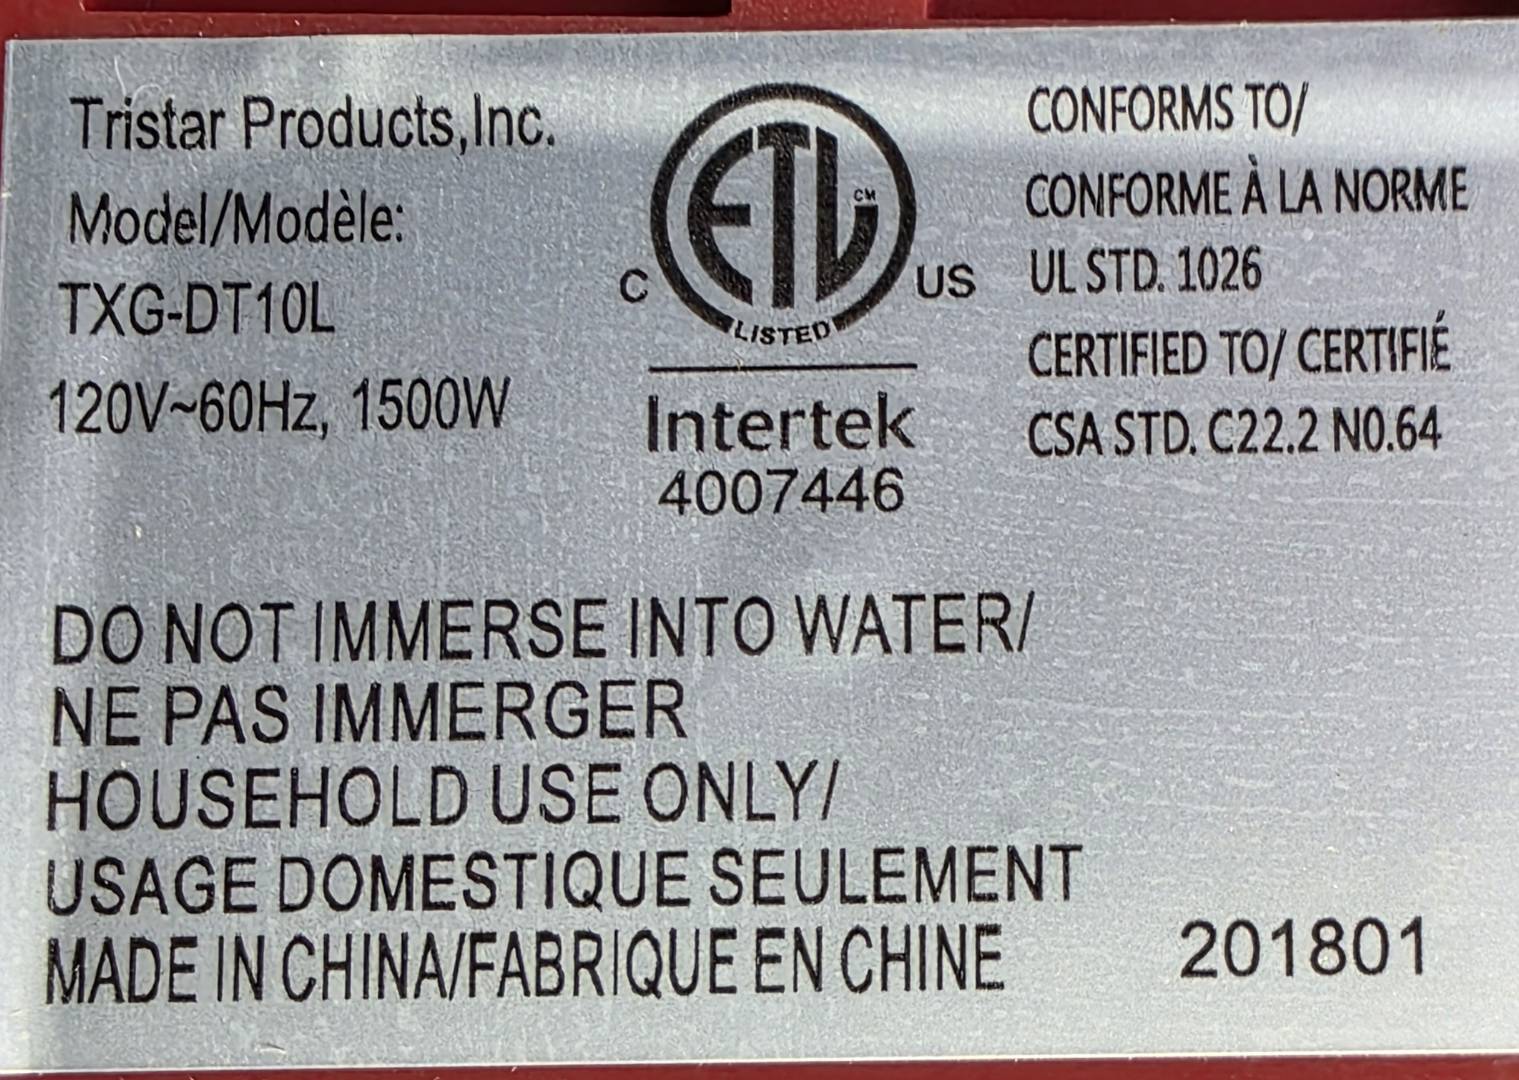 Tristar Products,Inc.
Model/Modèle:
TXG-DT10L
120V~60Hz, 1500W
ETL CM
C US
LISTED
Intertek
4007446
CONFORMS TO/
CONFORME À LA NORME
UL STD. 1026
CERTIFIED TO/ CERTIFIÉ
CSA STD. C22.2 N0.64
DO NOT IMMERSE INTO WATER/
NE PAS IMMERGER
HOUSEHOLD USE ONLY/
USAGE DOMESTIQUE SEULEMENT
MADE IN CHINA/FABRIQUE EN CHINE
201801